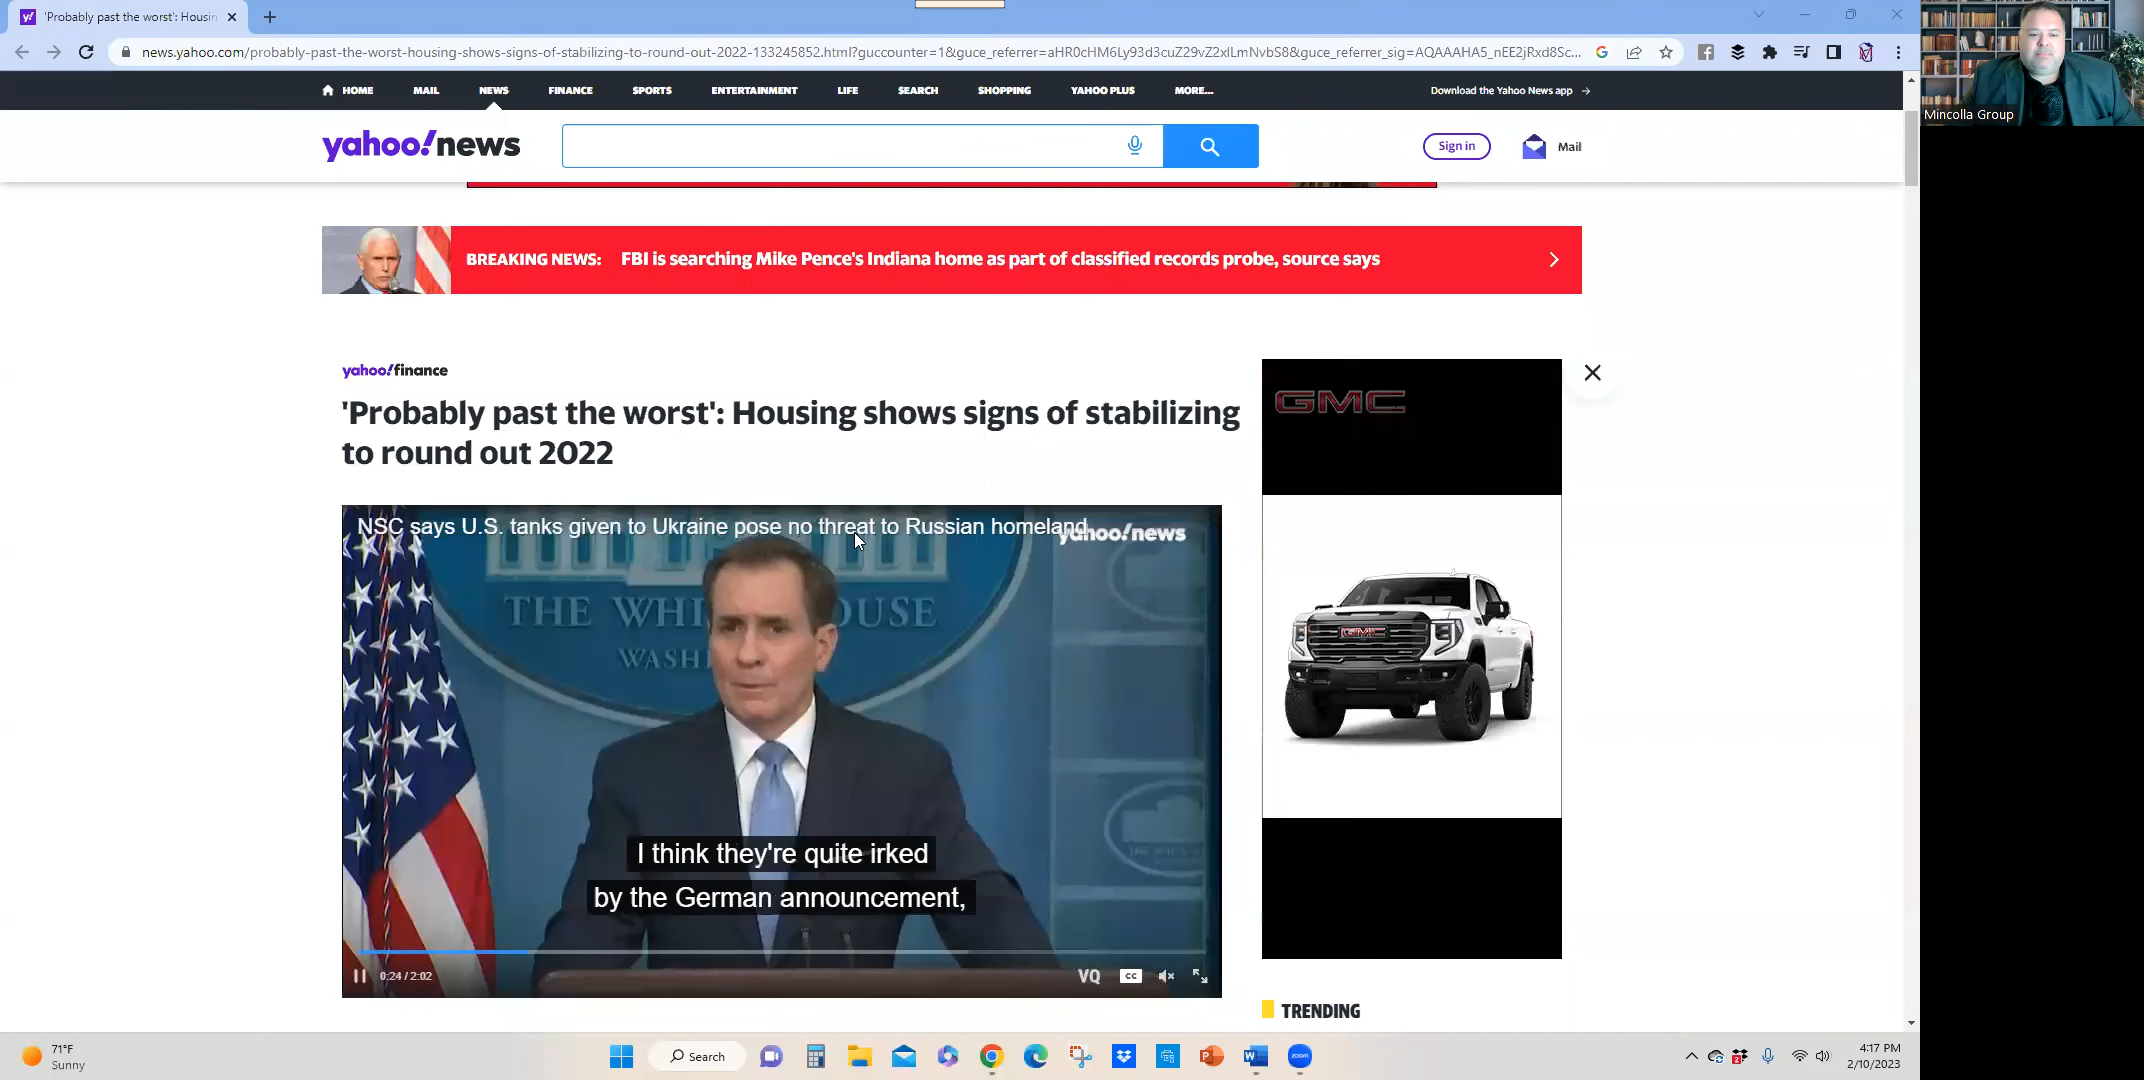 'Probably past the worst': Housin
news.yahoo.com/probably-past-the-worst-housing-shows-signs-of-stabilizing-to-round-out-2022-133245852.html?guccounter=1&guce_referrer=aHR0cHM6Ly93d3cuZ29vZ2xlLmNvbS8&guce_referrer_sig=AQAAAHA5_nEE2jRxd8Sc...
Mincolla Group
HOME MAIL NEWS FINANCE SPORTS ENTERTAINMENT LIFE SEARCH SHOPPING YAHOO PLUS MORE... Download the Yahoo News app
yahoo!news
Sign in Mail
BREAKING NEWS: FBI is searching Mike Pence's Indiana home as part of classified records probe, source says
yahoo!finance
'Probably past the worst': Housing shows signs of stabilizing
to round out 2022
GMC
NSC says U.S. tanks given to Ukraine pose no threat to Russian homeland
yahoo!news
THE WHI OUSE
WASH
GMC
I think they're quite irked
by the German announcement,
0:24 / 2:02 VQ CC
TRENDING
71°F
Sunny
Search
zoom
4:17 PM
2/10/2023